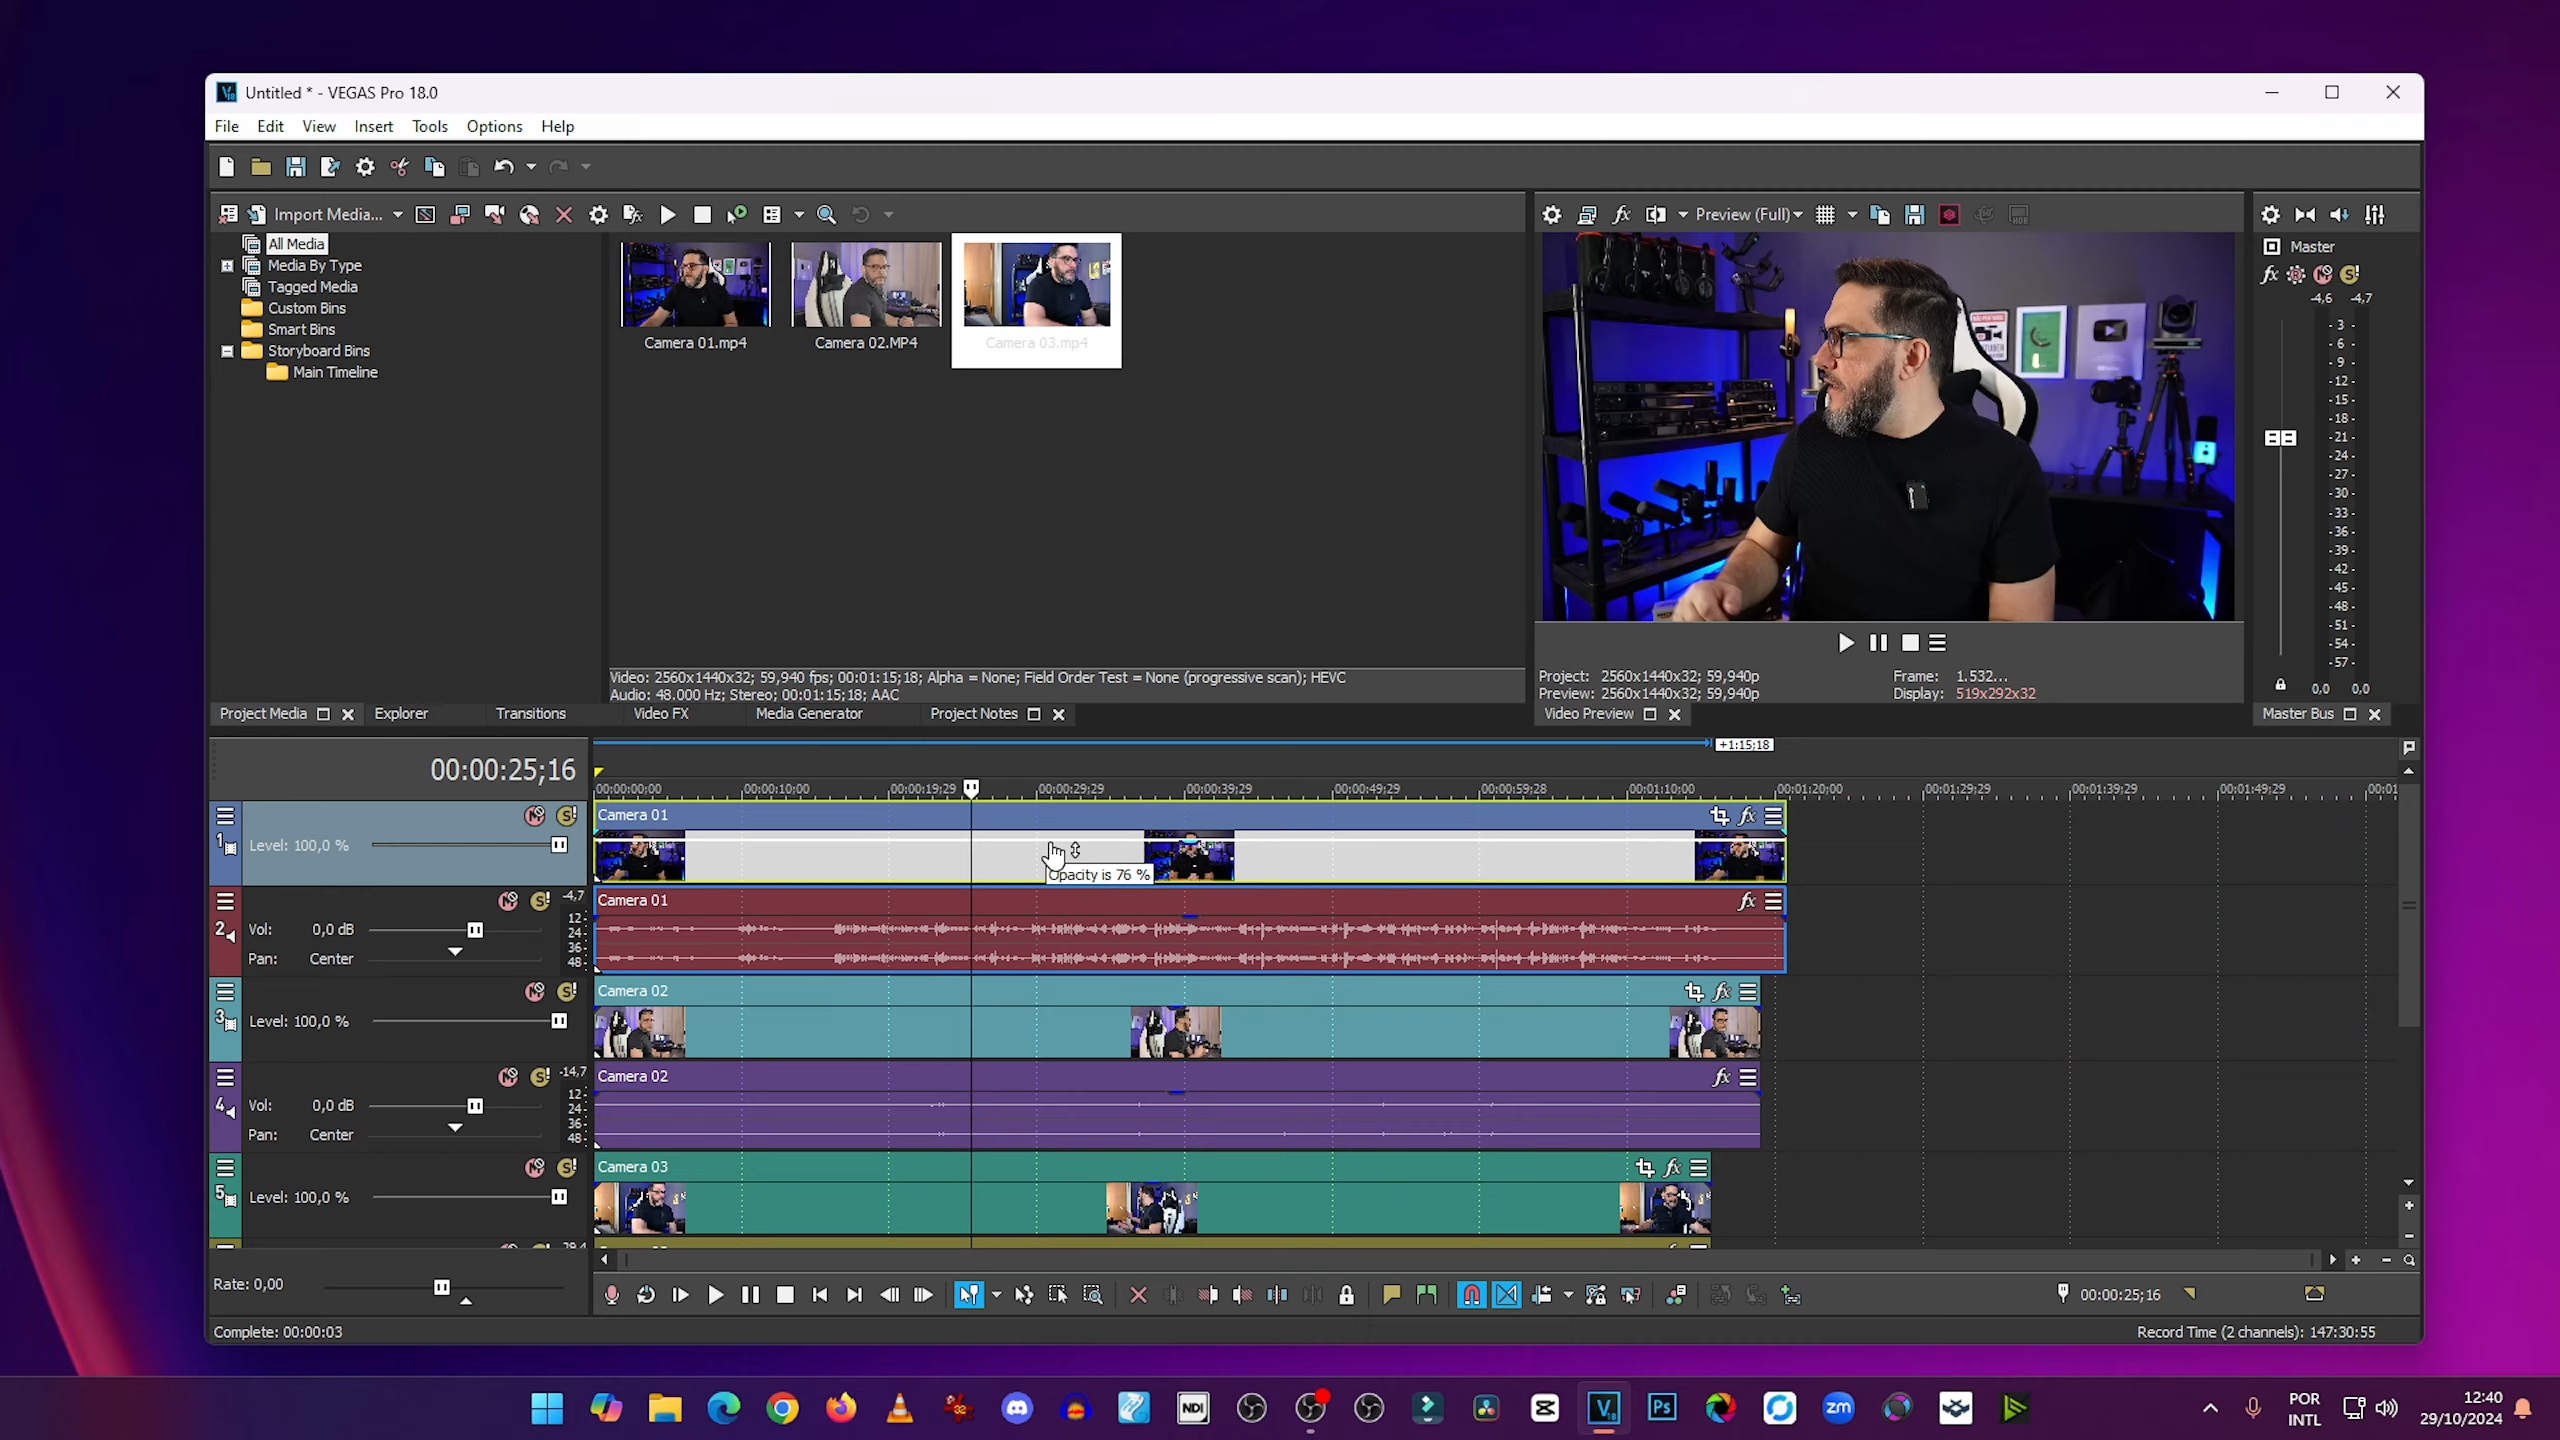 Untitled * - VEGAS Pro 18.0
File Edit View Insert Tools Options Help
Import Media...
Preview (Full)
All Media
Media By Type
Tagged Media
Custom Bins
Smart Bins
Storyboard Bins
Main Timeline
Camera 01.mp4
Camera 02.MP4
Camera 03.mp4
Video: 2560x1440x32; 59,940 fps; 00:01:15;18; Alpha = None; Field Order Test = None (progressive scan); HEVC
Audio: 48.000 Hz; Stereo; 00:01:15;18; AAC
Project Media
Explorer
Transitions
Video FX
Media Generator
Project Notes
Project: 2560x1440x32; 59,940p
Preview: 2560x1440x32; 59,940p
Frame: 1.532...
Display: 519x292x32
Video Preview
Master
-4,6 -4,7
- 3 -
- 6 -
- 9 -
- 12 -
- 15 -
- 18 -
- 21 -
- 24 -
- 27 -
- 30 -
- 33 -
- 36 -
- 39 -
- 42 -
- 45 -
- 48 -
- 51 -
- 54 -
- 57 -
0,0 0,0
Master Bus
+1:15;18
00:00:25;16
00:00:00;00 00:00:10;00 00:00:19;29 00:00:29;29 00:00:39;29 00:00:49;29 00:00:59;28 00:01:10;00 00:01:20;00 00:01:29;29 00:01:39;29 00:01:49;29 00:01
1
Level: 100,0 %
Camera 01
Opacity is 76 %
2
Vol: 0,0 dB
Pan: Center
-4,7
12 -
24 -
36 -
48 -
Camera 01
3
Level: 100,0 %
Camera 02
4
Vol: 0,0 dB
Pan: Center
-14,7
12 -
24 -
36 -
48 -
Camera 02
5
Level: 100,0 %
Camera 03
Rate: 0,00
00:00:25;16
Complete: 00:00:03
Record Time (2 channels): 147:30:55
NDI
Ps
zm
POR
INTL
12:40
29/10/2024